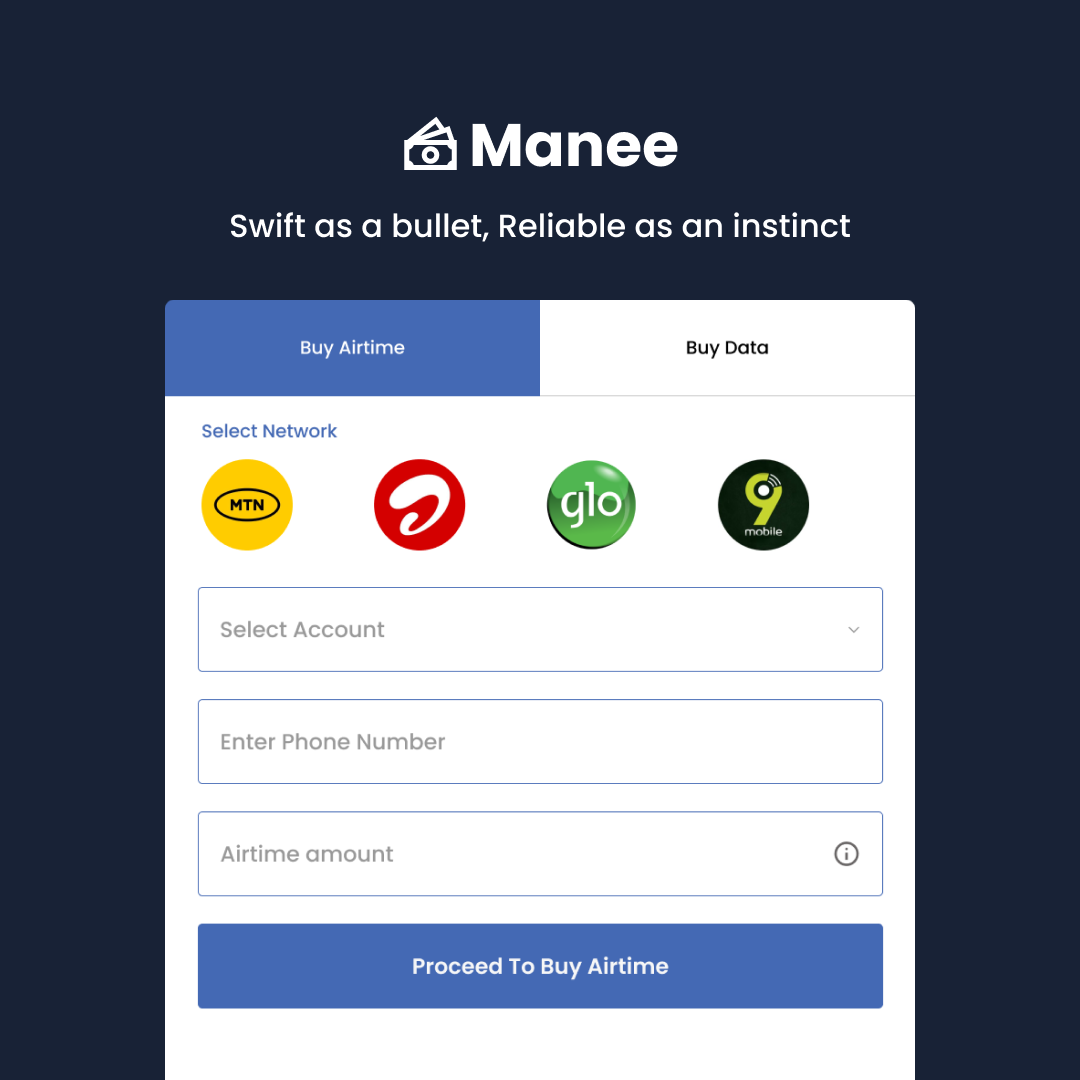 Manee
Swift as a bullet, Reliable as an instinct
Buy Airtime
Buy Data
Select Network
MTN
glo
9
mobile
Select Account
Enter Phone Number
Airtime amount
Proceed To Buy Airtime